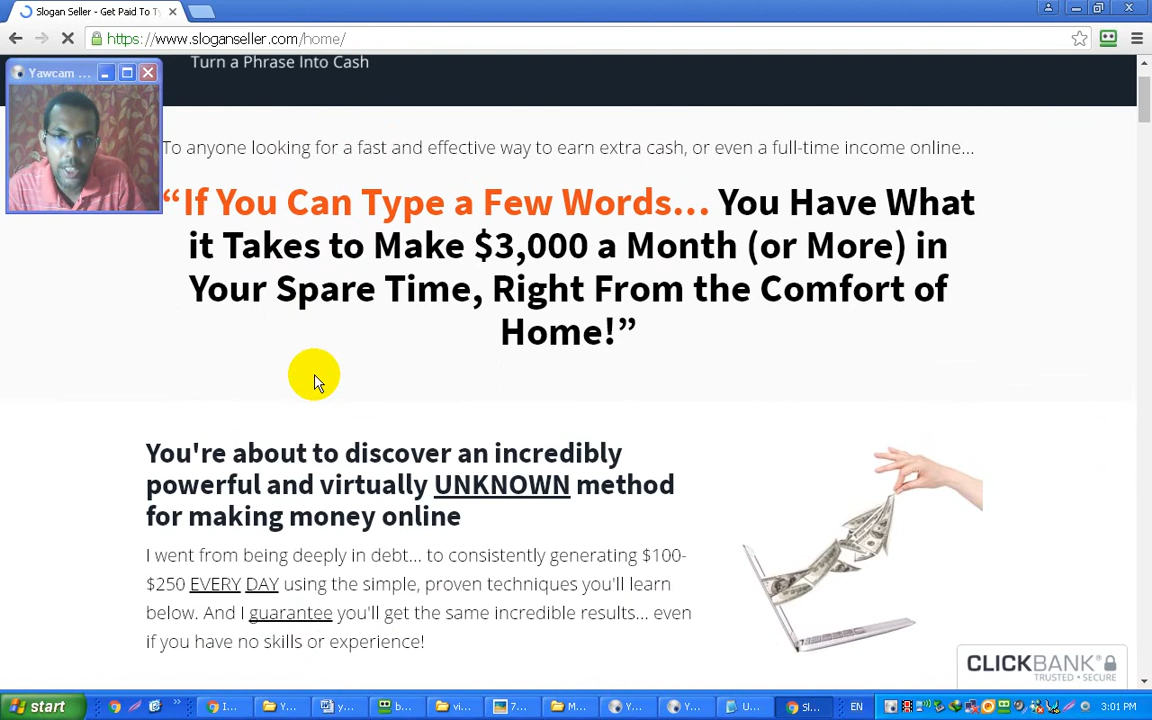 Slogan Seller - Get Paid To Ty
https://www.sloganseller.com/home/
Yawcam ...
Turn a Phrase Into Cash
To anyone looking for a fast and effective way to earn extra cash, or even a full-time income online...
“If You Can Type a Few Words... You Have What
it Takes to Make $3,000 a Month (or More) in
Your Spare Time, Right From the Comfort of
Home!”
You're about to discover an incredibly
powerful and virtually UNKNOWN method
for making money online
I went from being deeply in debt... to consistently generating $100-
$250 EVERY DAY using the simple, proven techniques you'll learn
below. And I guarantee you'll get the same incredible results... even
if you have no skills or experience!
CLICKBANK®
TRUSTED • SECURE
start
I...
Y...
y...
b...
vi...
7...
M...
Y...
Y...
U...
Sl...
EN
3:01 PM